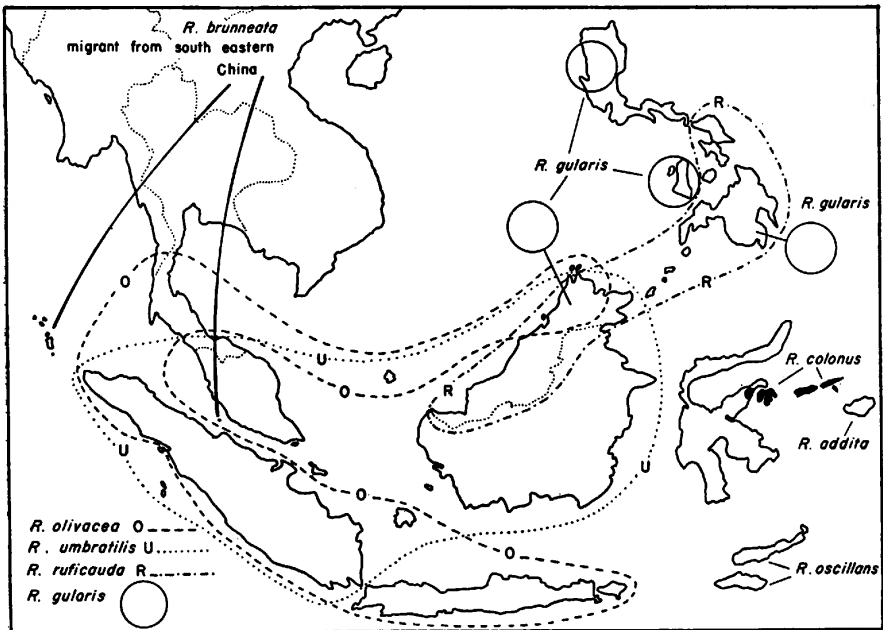 R. brunneata
migrant from south eastern
China
R
R. gularis
R. gularis
O
R
U
O
R
R. colonus
R. addita
U
U
O
O
R. oscillans
R. olivacea O
R. umbratilis U
R. ruficauda R
R. gularis